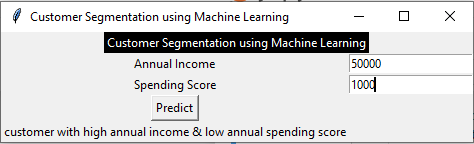 Customer Segmentation using Machine Learning
Customer Segmentation using Machine Learning
Annual Income 50000
Spending Score 1000
Predict
customer with high annual income & low annual spending score